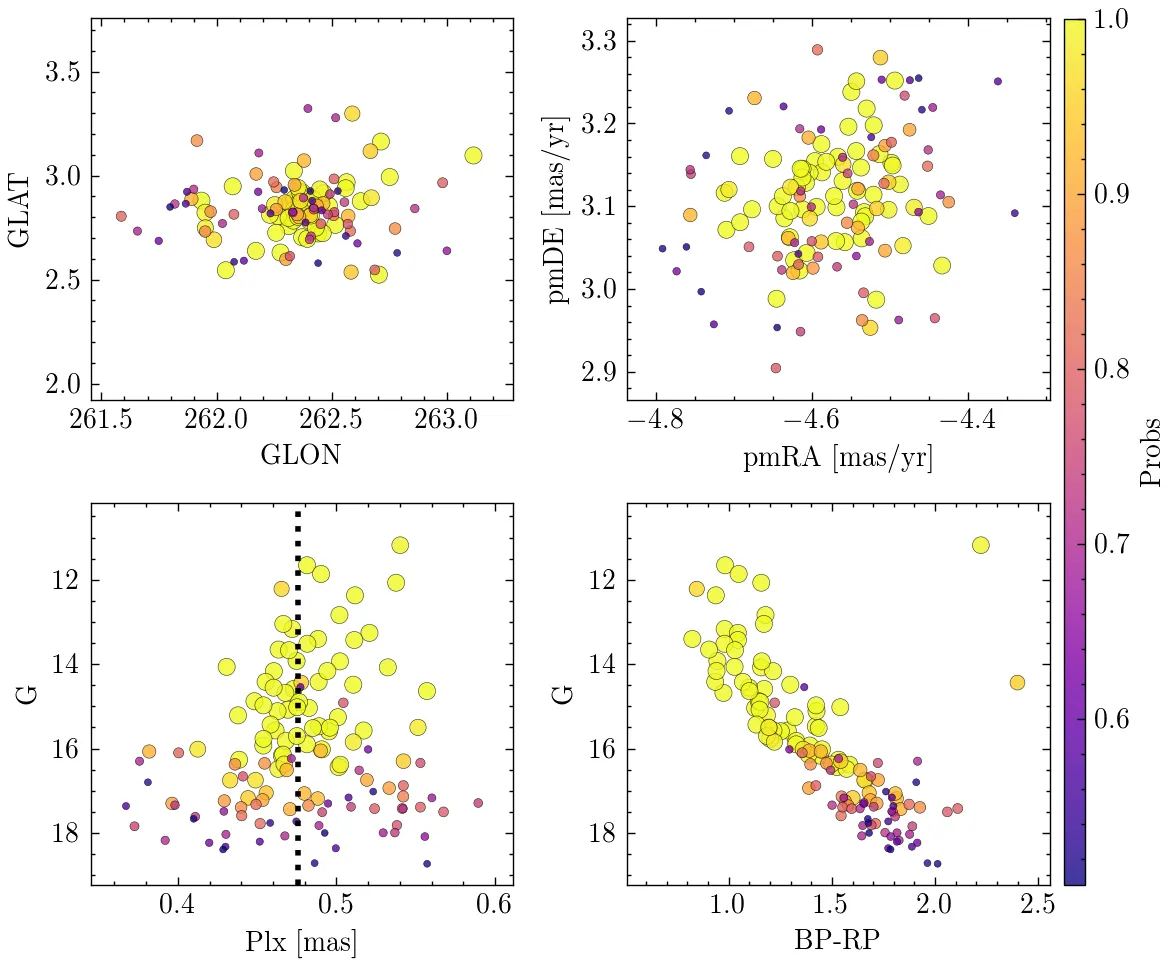 3.5
3.0
2.5
2.0
GLAT
261.5 262.0 262.5 263.0
GLON
3.3
3.2
3.1
3.0
2.9
pmDE [mas/yr]
−4.8 −4.6 −4.4
pmRA [mas/yr]
12
14
16
18
G
0.4 0.5 0.6
Plx [mas]
12
14
16
18
G
1.0 1.5 2.0 2.5
BP-RP
1.0
0.9
0.8
0.7
0.6
Probs